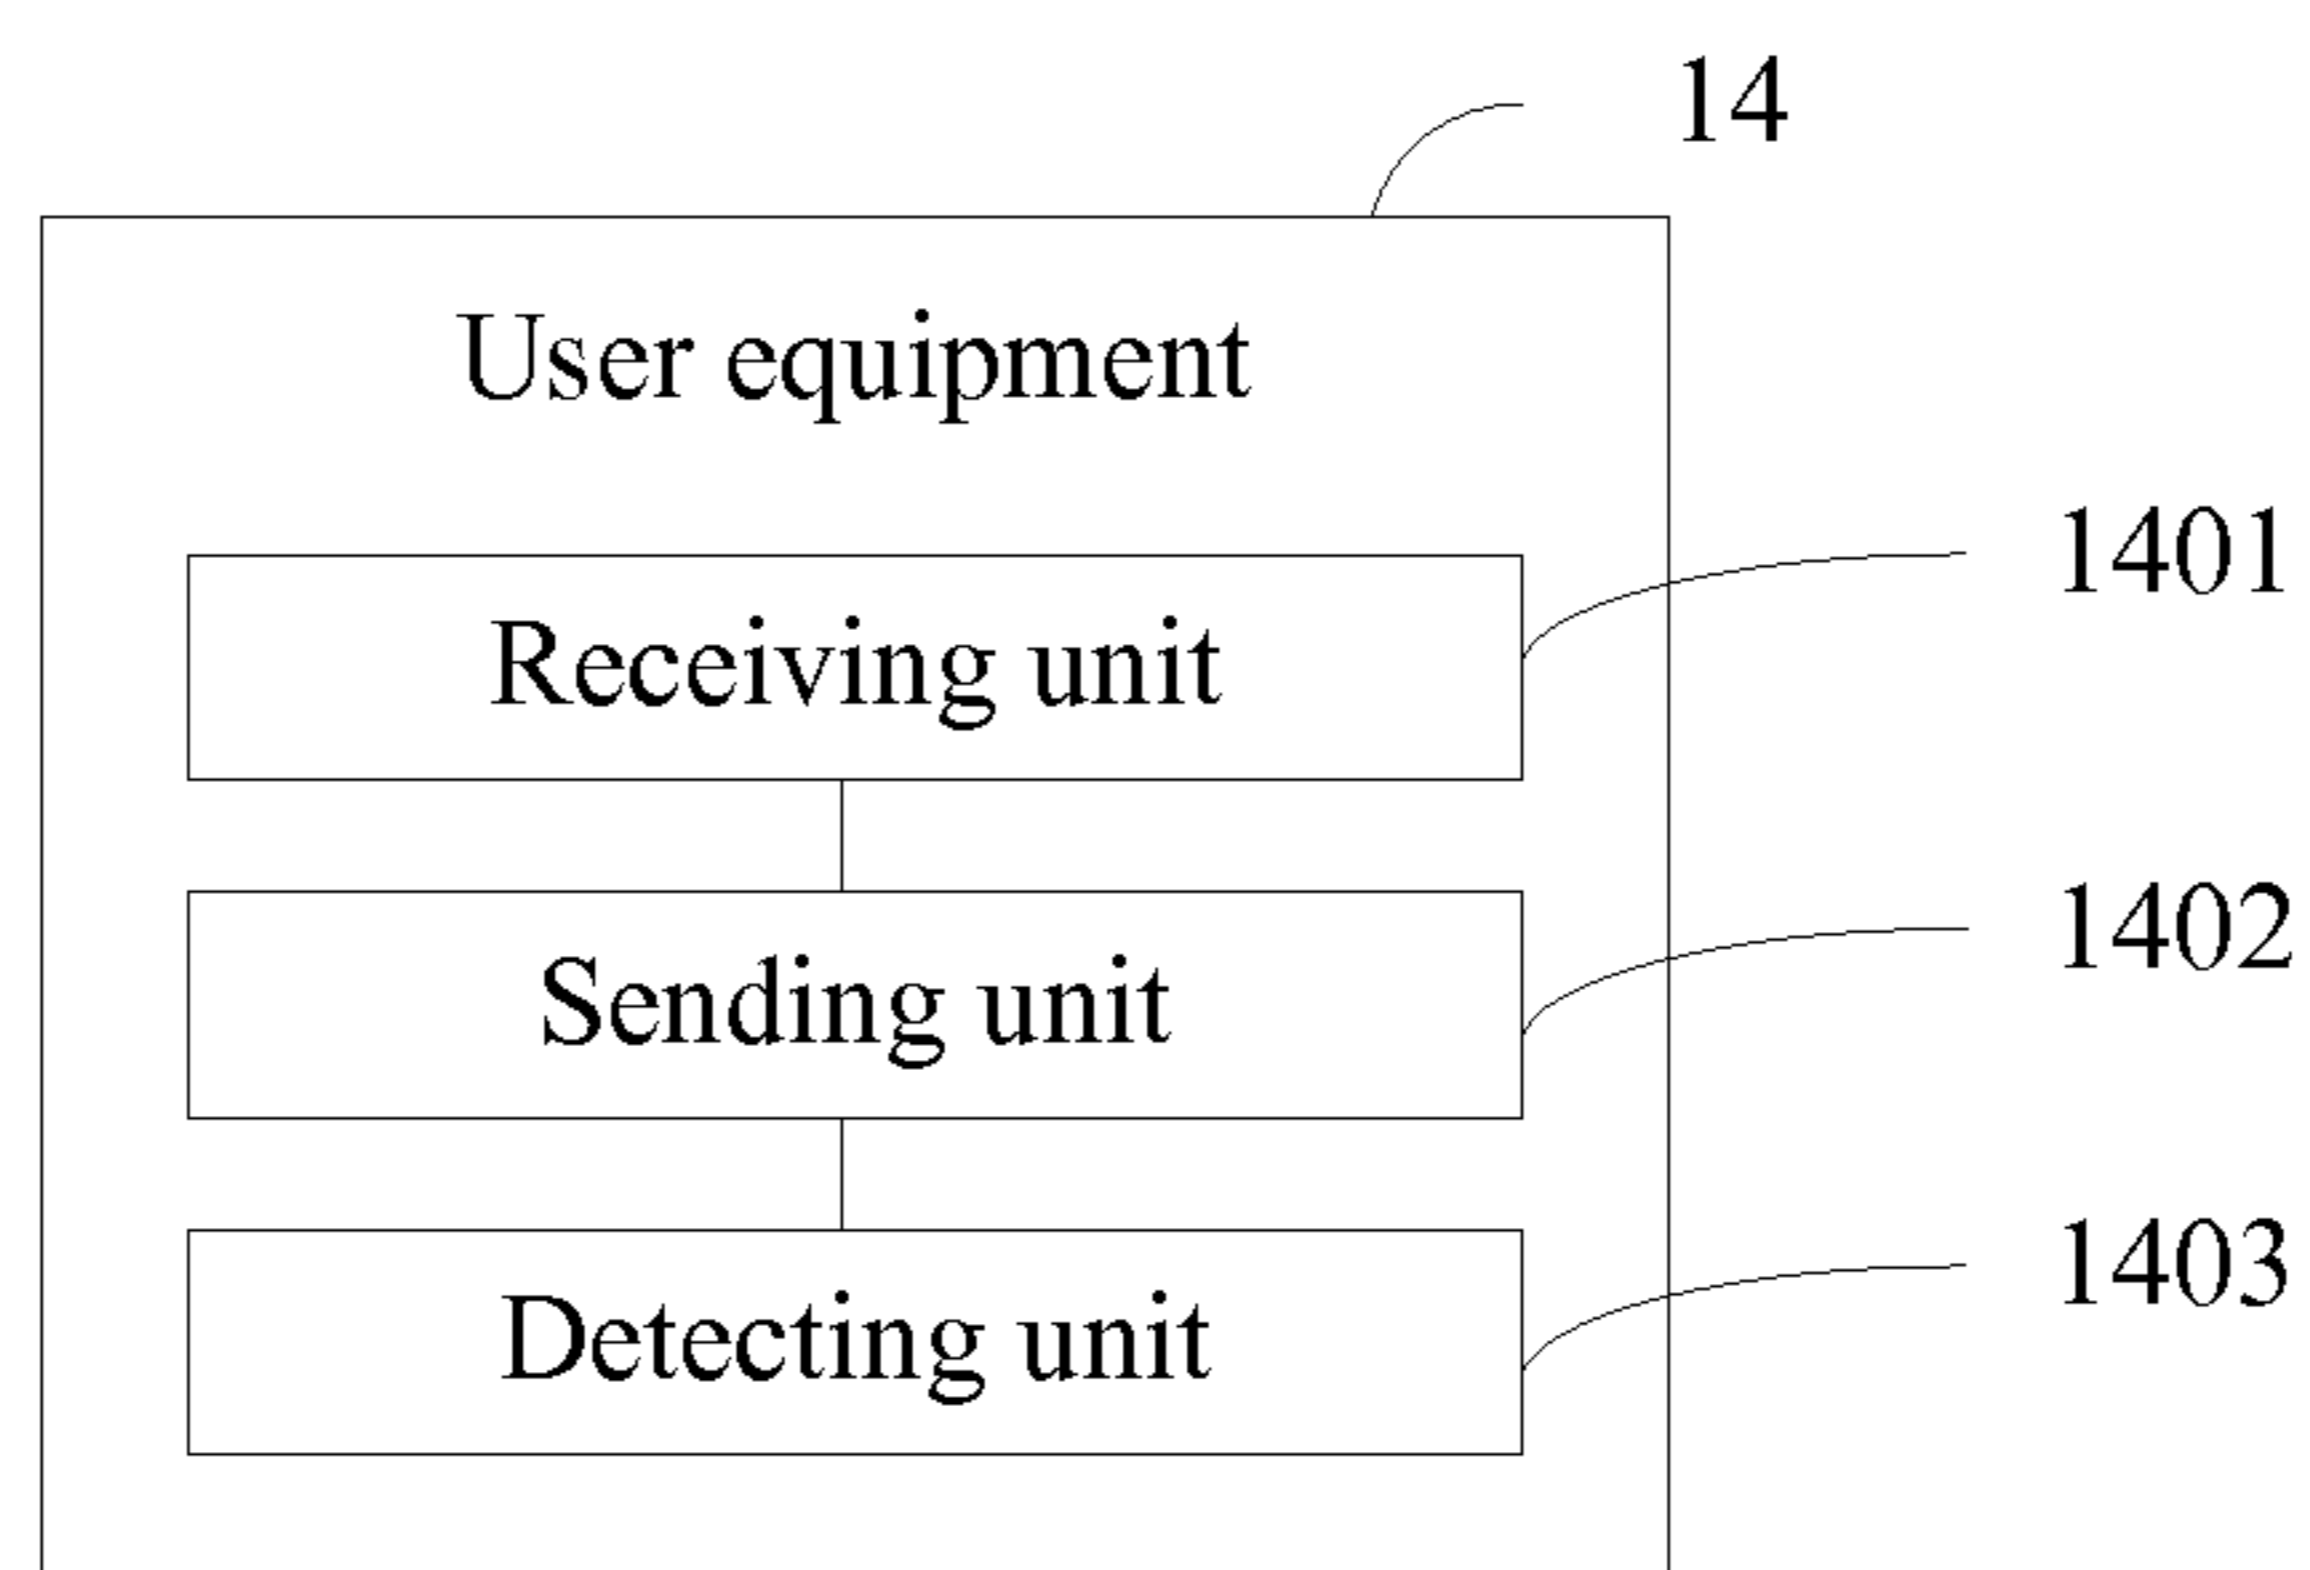 14
User equipment
1401
Receiving unit
1402
Sending unit
1403
Detecting unit